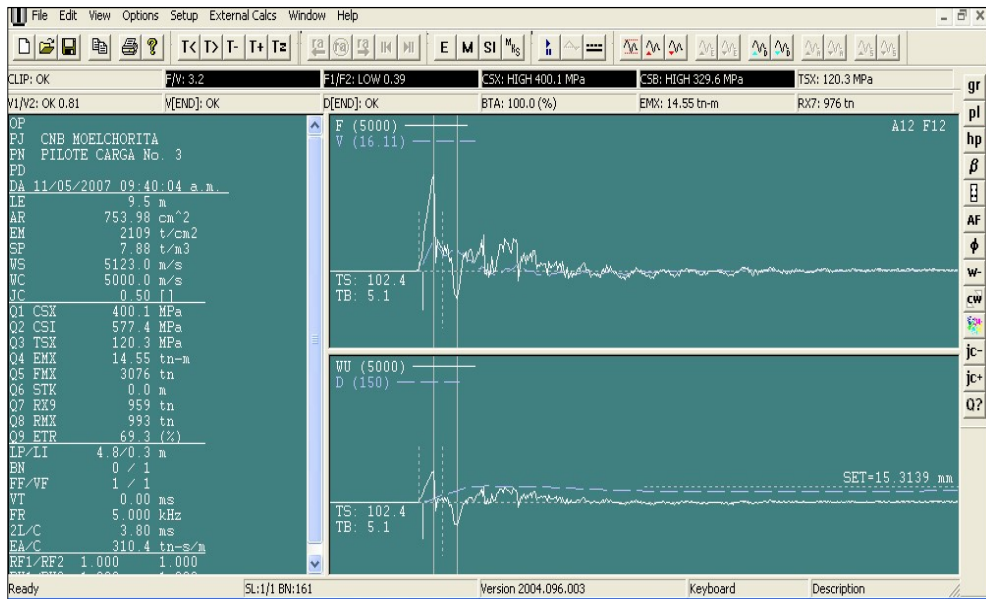 File Edit View Options Setup External Calcs Window Help
T< T> T- T+ Tz E M SI MKS
CLIP: OK F/V: 3.2 F1/F2: LOW 0.39 CSX: HIGH 400.1 MPa CSB: HIGH 329.6 MPa TSX: 120.3 MPa
V1/V2: OK 0.81 V[END]: OK D[END]: OK BTA: 100.0 (%) EMX: 14.55 tn-m RX7: 976 tn
OP
PJ CNB MOELCHORITA
PN PILOTE CARGA No. 3
PD
DA 11/05/2007 09:40:04 a.m.
LE 9.5 m
AR 753.98 cm^2
EM 2109 t/cm2
SP 7.88 t/m3
WS 5123.0 m/s
WC 5000.0 m/s
JC 0.50 []
Q1 CSX 400.1 MPa
Q2 CSI 577.4 MPa
Q3 TSX 120.3 MPa
Q4 EMX 14.55 tn-m
Q5 FMX 3076 tn
Q6 STK 0.0 m
Q7 RX9 959 tn
Q8 RMX 993 tn
Q9 ETR 69.3 (%)
LP/LI 4.8/0.3 m
BN 0 / 1
FF/VF 1 / 1
VT 0.00 ms
FR 5.000 kHz
2L/C 3.80 ms
EA/C 310.4 tn-s/m
RF1/RF2 1.000 1.000
F (5000)
V (16.11)
A12 F12
TS: 102.4
TB: 5.1
WU (5000)
D (150)
SET=15.3139 mm
TS: 102.4
TB: 5.1
gr
pl
hp
β
AF
ϕ
w-
cw
jc-
jc+
Q?
Ready SL:1/1 BN:161 Version 2004.096.003 Keyboard Description